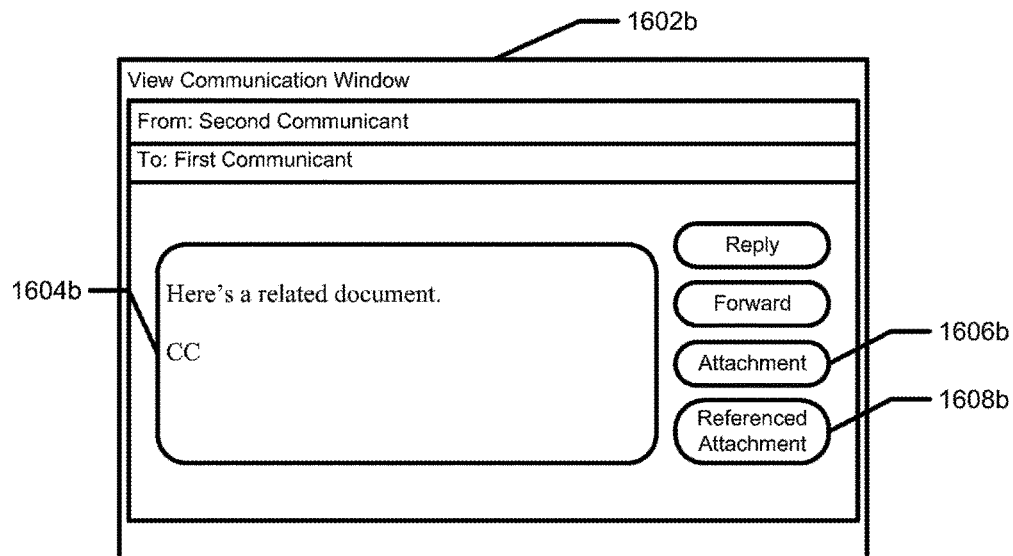 1602b
View Communication Window
From: Second Communicant
To: First Communicant
Reply
1604b
Here's a related document.
Forward
1606b
CC
Attachment
1608b
Referenced
Attachment